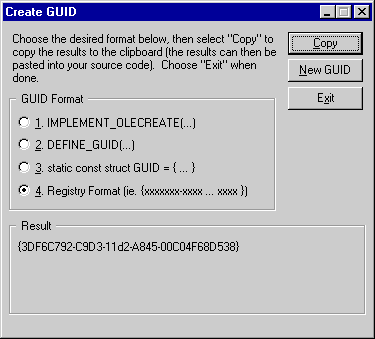 Create GUID
Choose the desired format below, then select "Copy" to
copy the results to the clipboard (the results can then be
pasted into your source code).  Choose "Exit" when
done.
Copy
New GUID
Exit
GUID Format
1. IMPLEMENT_OLECREATE(...)
2. DEFINE_GUID(...)
3. static const struct GUID = { ... }
4. Registry Format (ie. {xxxxxxx-xxxx ... xxxx })
Result
{3DF6C792-C9D3-11d2-A845-00C04F68D538}